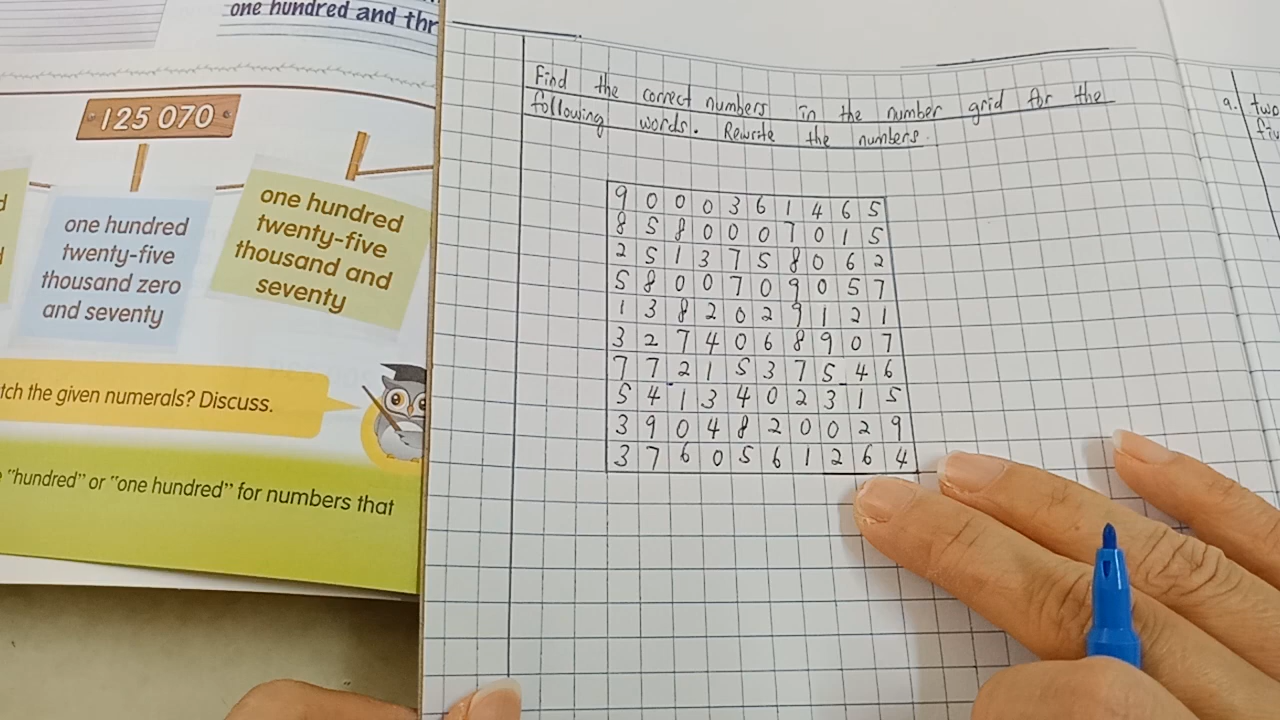 one hundred and thr
125 070
one hundred
twenty-five
thousand zero
and seventy
one hundred
twenty-five
thousand and
seventy
tch the given numerals? Discuss.
"hundred" or "one hundred" for numbers that
Find the correct numbers in the number grid for the
following words. Rewrite the numbers.
9 0 0 0 3 6 1 4 6 5
8 5 8 0 0 0 7 0 1 5
2 5 1 3 7 5 8 0 6 2
5 8 0 0 7 0 9 0 5 7
1 3 8 2 0 2 9 1 2 1
3 2 7 4 0 6 8 9 0 7
7 7 2 1 5 3 7 5 4 6
5 4 1 3 4 0 2 3 1 5
3 9 0 4 8 2 0 0 2 9
3 7 6 0 5 6 1 2 6 4
a. two